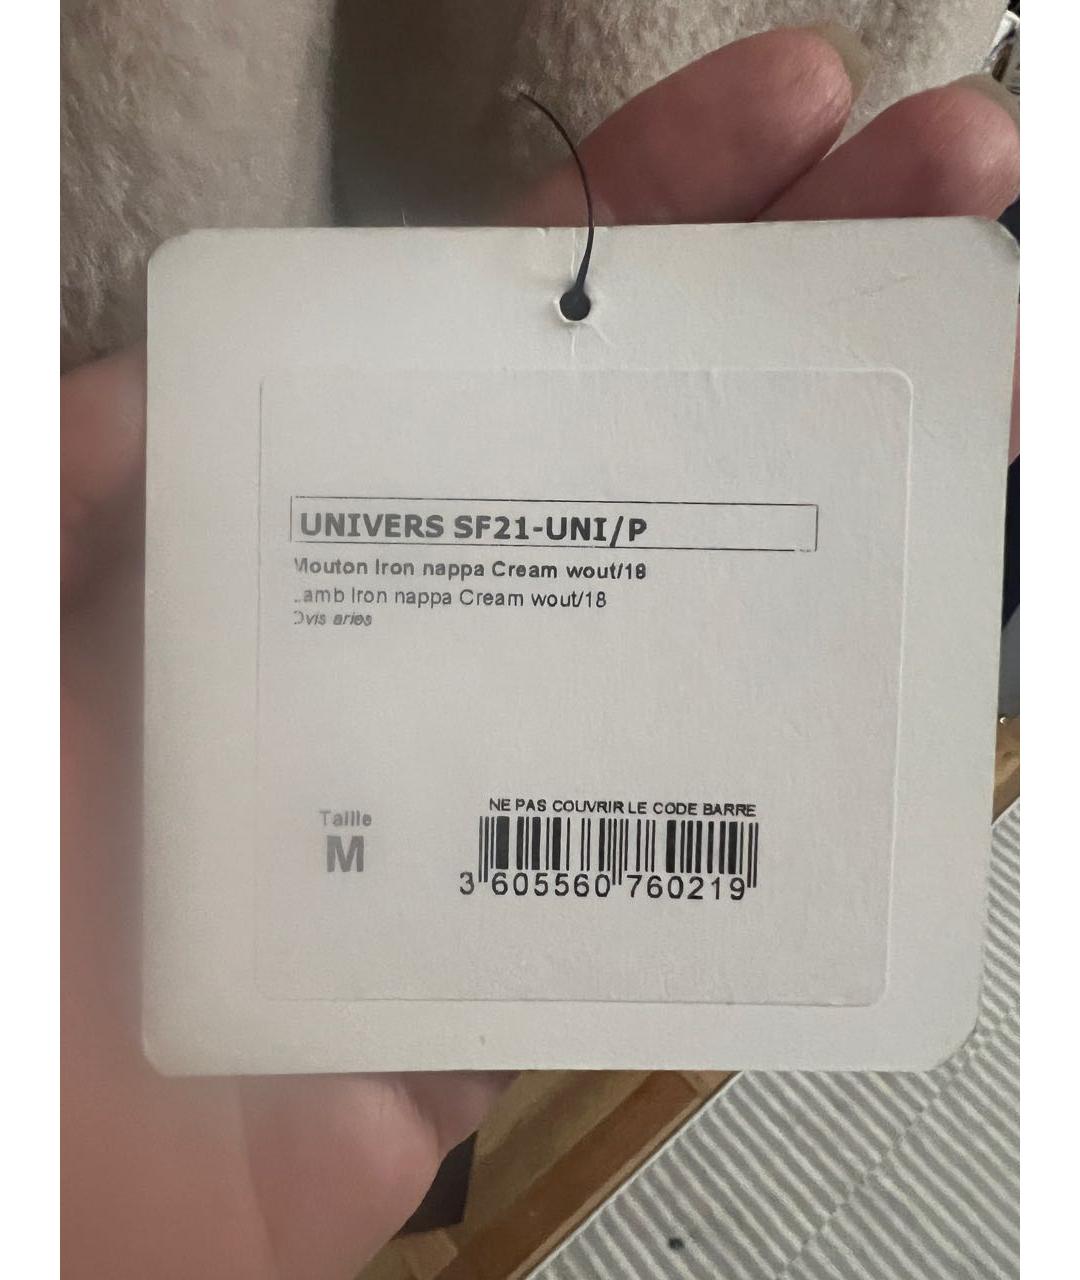 UNIVERS SF21-UNI/P
Mouton Iron nappa Cream wout/18
Lamb Iron nappa Cream wout/18
Ovis aries
NE PAS COUVRIR LE CODE BARRE
Taille
M
3 605560 760219